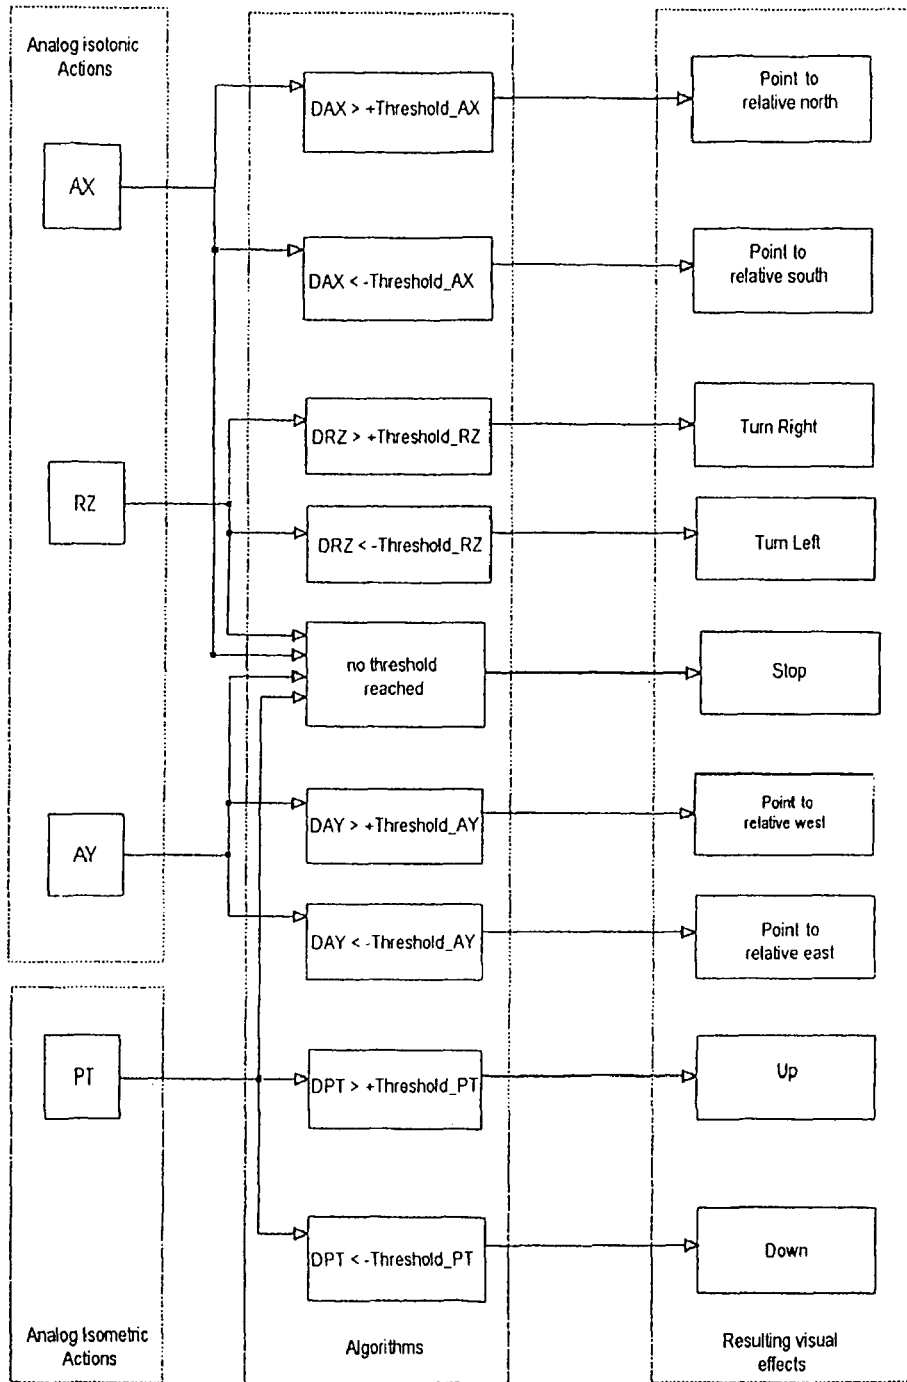 Analog isotonic
Actions
AX
RZ
AY
PT
Analog Isometric
Actions
DAX > +Threshold_AX
DAX < -Threshold_AX
DRZ > +Threshold_RZ
DRZ < -Threshold_RZ
no threshold
reached
DAY > +Threshold_AY
DAY < -Threshold_AY
DPT > +Threshold_PT
DPT < -Threshold_PT
Algorithms
Point to
relative north
Point to
relative south
Turn Right
Turn Left
Stop
Point to
relative west
Point to
relative east
Up
Down
Resulting visual
effects